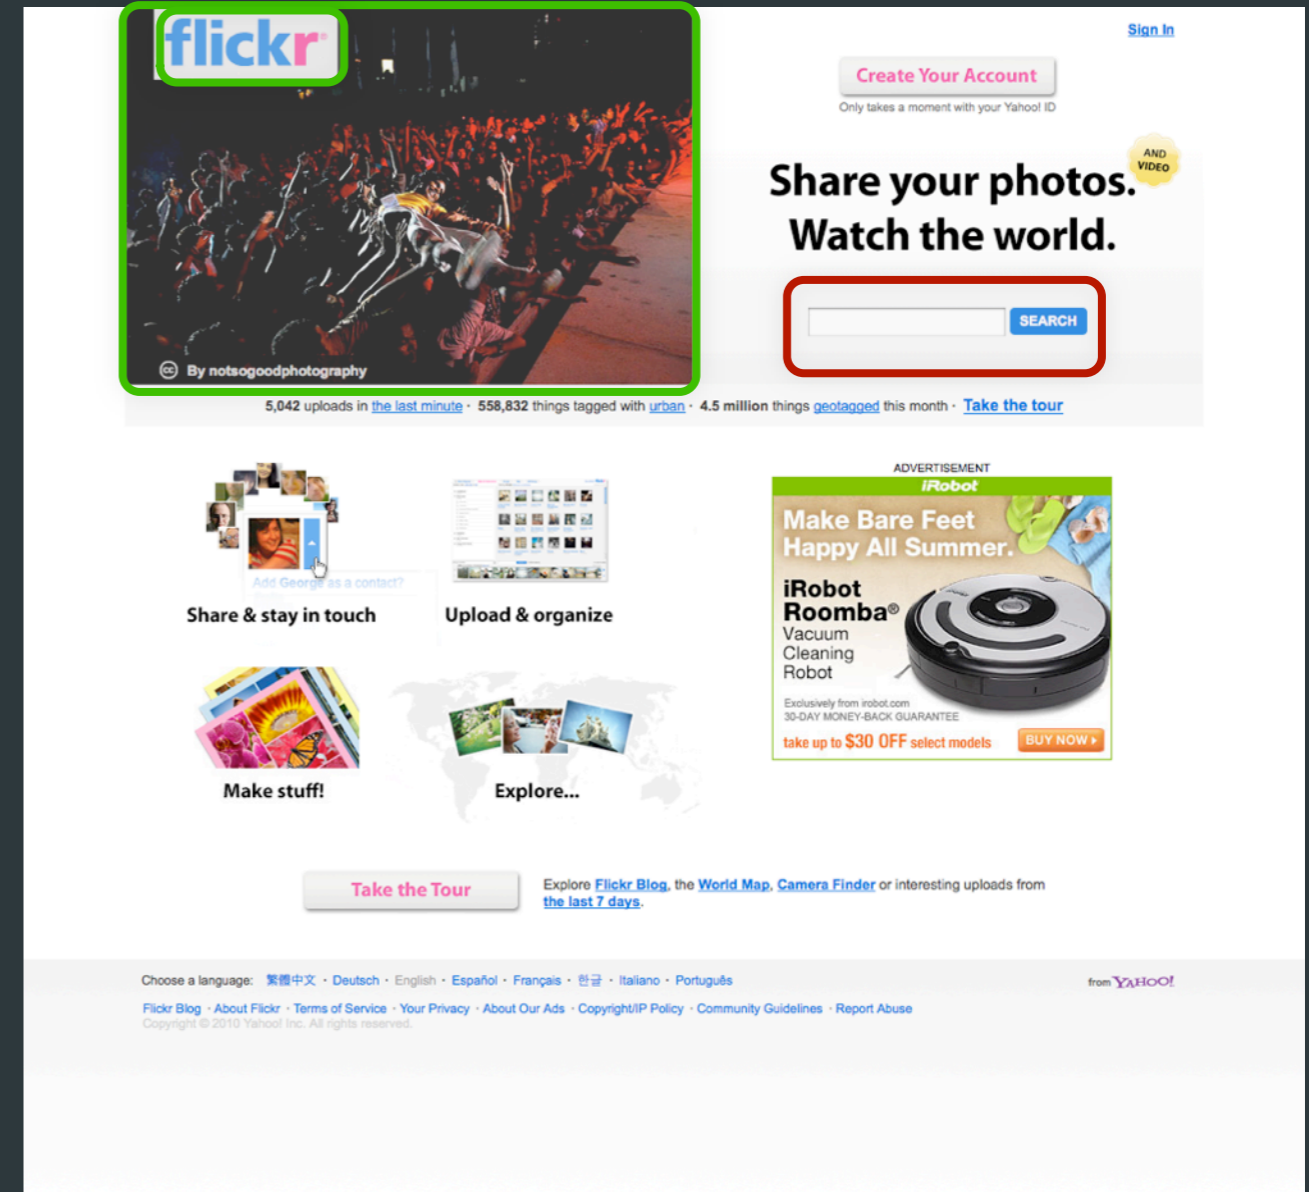 flickr®
Sign In
Create Your Account
Only takes a moment with your Yahoo! ID
AND
VIDEO
Share your photos.
Watch the world.
SEARCH
cc By notsogoodphotography
5,042 uploads in the last minute · 558,832 things tagged with urban · 4.5 million things geotagged this month · Take the tour
Add George as a contact?
Share & stay in touch
Upload & organize
ADVERTISEMENT
iRobot
Make Bare Feet
Happy All Summer.
iRobot
Roomba®
Vacuum
Cleaning
Robot
Exclusively from irobot.com
30-DAY MONEY-BACK GUARANTEE
take up to $30 OFF select models
BUY NOW
Make stuff!
Explore...
Take the Tour
Explore Flickr Blog, the World Map, Camera Finder or interesting uploads from
the last 7 days.
Choose a language: 繁體中文 · Deutsch · English · Español · Français · 한글 · Italiano · Português
from YAHOO!
Flickr Blog · About Flickr · Terms of Service · Your Privacy · About Our Ads · Copyright/IP Policy · Community Guidelines · Report Abuse
Copyright © 2010 Yahoo! Inc. All rights reserved.